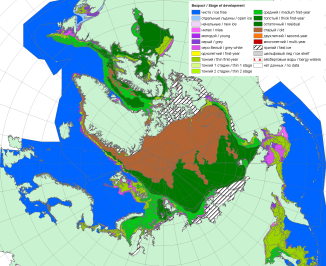 Возраст / Stage of development
чисто / ice free
отдельные льдины / open ice
начальные / new ice
нилас / nilas
молодой / young
серый / grey
серо-белый / grey-white
однолетний / first-year
тонкий / thin first-year
тонкий 1 стадии / thin 1 stage
тонкий 2 стадии / thin 2 stage
средний / medium first-year
толстый / thick first-year
остаточный / residual
старый / old
двухлетний / second-year
многолетний / multi-year
припай / fast ice
шельфовый лед / ice shelf
айсберговые воды / bergy waters
нет данных / no data